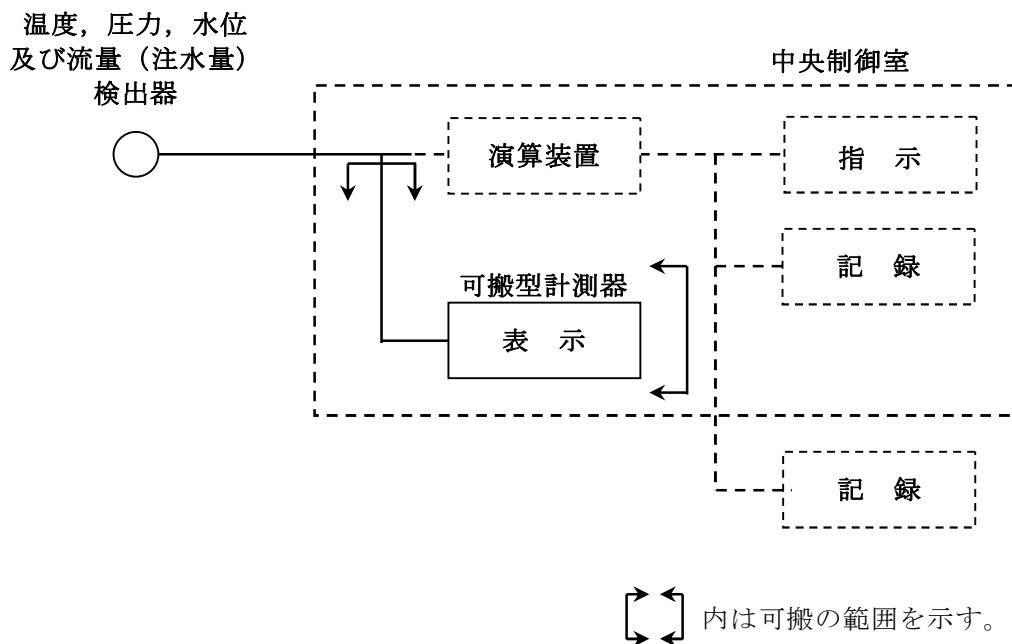 温度，圧力，水位
及び流量（注水量）
検出器
中央制御室
演算装置
指　示
記　録
可搬型計測器
表　示
記　録
内は可搬の範囲を示す。